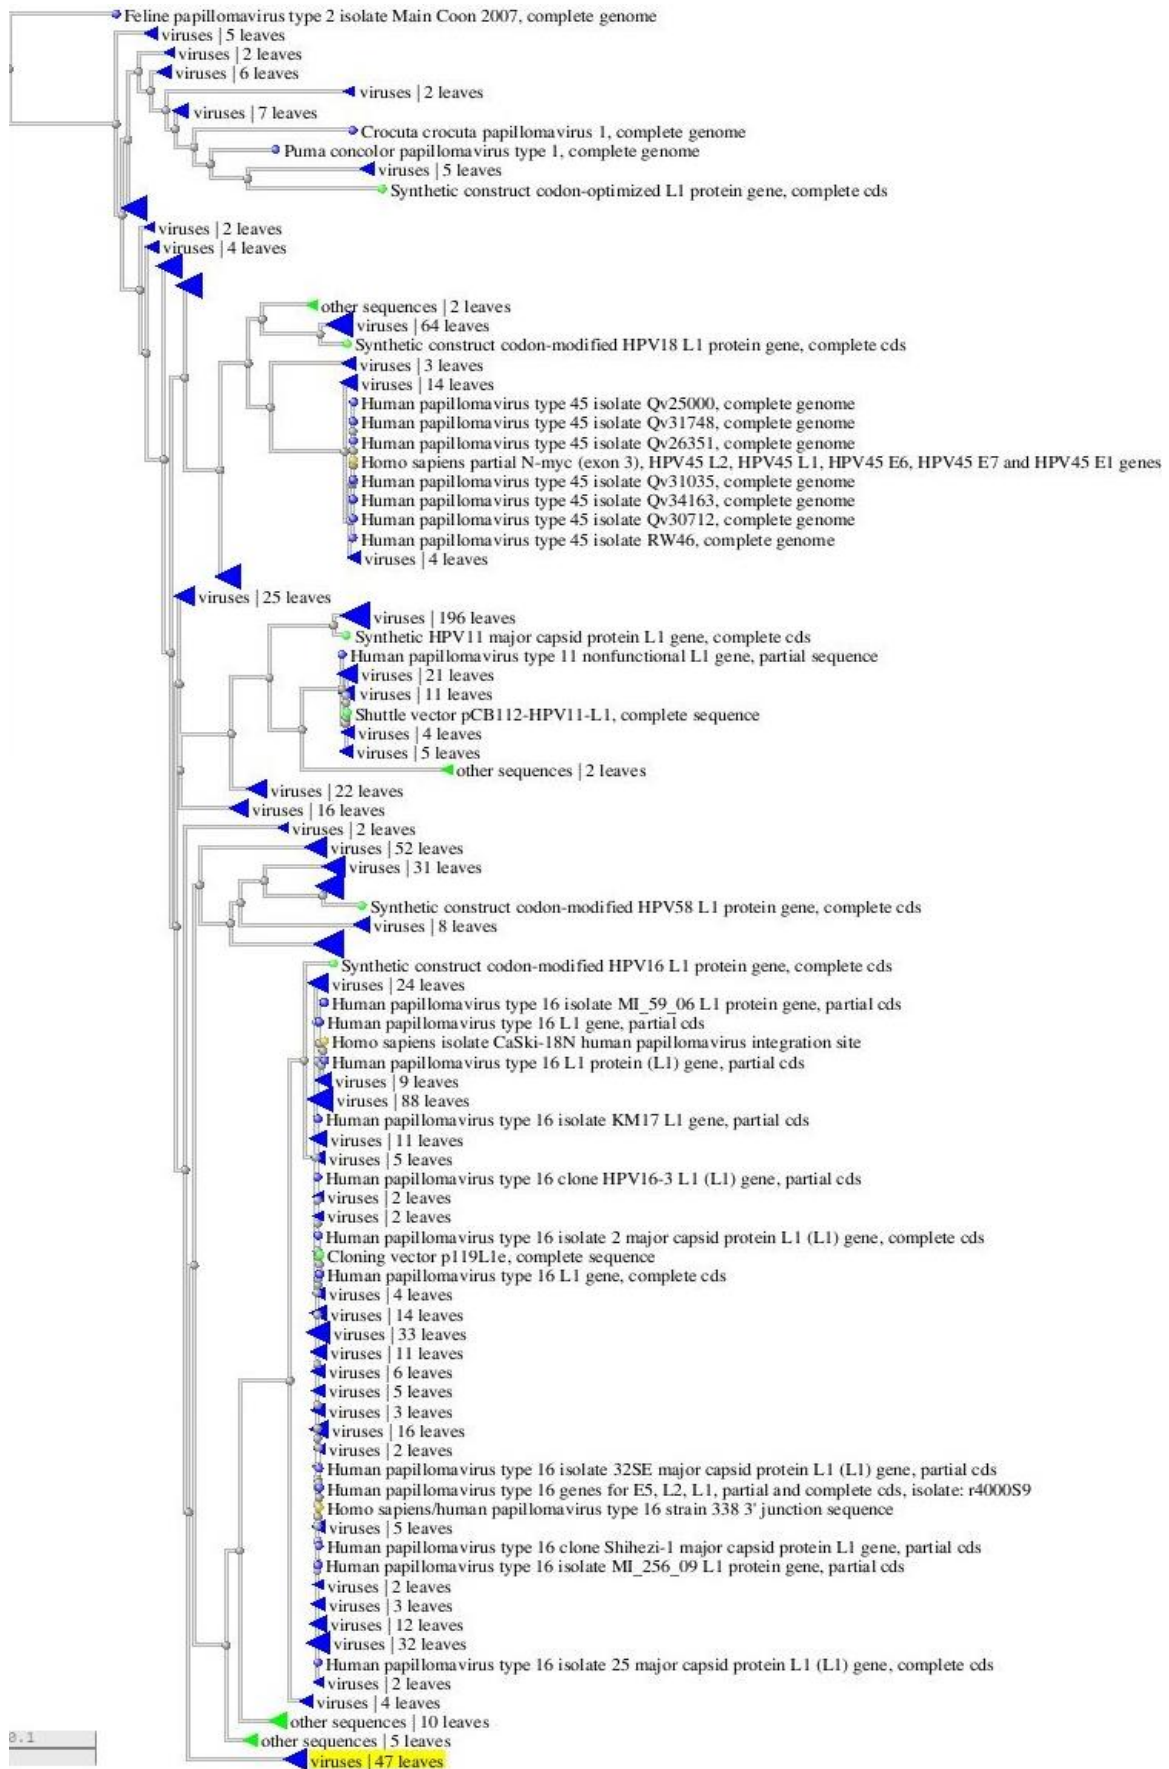 Feline papillomavirus type 2 isolate Main Coon 2007, complete genome
viruses | 5 leaves
viruses | 2 leaves
viruses | 6 leaves
viruses | 2 leaves
viruses | 7 leaves
Crocuta crocuta papillomavirus 1, complete genome
Puma concolor papillomavirus type 1, complete genome
viruses | 5 leaves
Synthetic construct codon-optimized L1 protein gene, complete cds
viruses | 2 leaves
viruses | 4 leaves
other sequences | 2 leaves
viruses | 64 leaves
Synthetic construct codon-modified HPV18 L1 protein gene, complete cds
viruses | 3 leaves
viruses | 14 leaves
Human papillomavirus type 45 isolate Qv25000, complete genome
Human papillomavirus type 45 isolate Qv31748, complete genome
Human papillomavirus type 45 isolate Qv26351, complete genome
Homo sapiens partial N-myc (exon 3), HPV45 L2, HPV45 L1, HPV45 E6, HPV45 E7 and HPV45 E1 genes
Human papillomavirus type 45 isolate Qv31035, complete genome
Human papillomavirus type 45 isolate Qv34163, complete genome
Human papillomavirus type 45 isolate Qv30712, complete genome
Human papillomavirus type 45 isolate RW46, complete genome
viruses | 4 leaves
viruses | 25 leaves
viruses | 196 leaves
Synthetic HPV11 major capsid protein L1 gene, complete cds
Human papillomavirus type 11 nonfunctional L1 gene, partial sequence
viruses | 21 leaves
viruses | 11 leaves
Shuttle vector pCB112-HPV11-L1, complete sequence
viruses | 4 leaves
viruses | 5 leaves
other sequences | 2 leaves
viruses | 22 leaves
viruses | 16 leaves
viruses | 2 leaves
viruses | 52 leaves
viruses | 31 leaves
Synthetic construct codon-modified HPV58 L1 protein gene, complete cds
viruses | 8 leaves
Synthetic construct codon-modified HPV16 L1 protein gene, complete cds
viruses | 24 leaves
Human papillomavirus type 16 isolate MI_59_06 L1 protein gene, partial cds
Human papillomavirus type 16 L1 gene, partial cds
Homo sapiens isolate CaSki-18N human papillomavirus integration site
Human papillomavirus type 16 L1 protein (L1) gene, partial cds
viruses | 9 leaves
viruses | 88 leaves
Human papillomavirus type 16 isolate KM17 L1 gene, partial cds
viruses | 11 leaves
viruses | 5 leaves
Human papillomavirus type 16 clone HPV16-3 L1 (L1) gene, partial cds
viruses | 2 leaves
viruses | 2 leaves
Human papillomavirus type 16 isolate 2 major capsid protein L1 (L1) gene, complete cds
Cloning vector p119L1e, complete sequence
Human papillomavirus type 16 L1 gene, complete cds
viruses | 4 leaves
viruses | 14 leaves
viruses | 33 leaves
viruses | 11 leaves
viruses | 6 leaves
viruses | 5 leaves
viruses | 3 leaves
viruses | 16 leaves
viruses | 2 leaves
Human papillomavirus type 16 isolate 32SE major capsid protein L1 (L1) gene, partial cds
Human papillomavirus type 16 genes for E5, L2, L1, partial and complete cds, isolate: r4000S9
Homo sapiens/human papillomavirus type 16 strain 338 3' junction sequence
viruses | 5 leaves
Human papillomavirus type 16 clone Shihezi-1 major capsid protein L1 gene, partial cds
Human papillomavirus type 16 isolate MI_256_09 L1 protein gene, partial cds
viruses | 2 leaves
viruses | 3 leaves
viruses | 12 leaves
viruses | 32 leaves
Human papillomavirus type 16 isolate 25 major capsid protein L1 (L1) gene, complete cds
viruses | 2 leaves
viruses | 4 leaves
other sequences | 10 leaves
0.1
other sequences | 5 leaves
viruses | 47 leaves